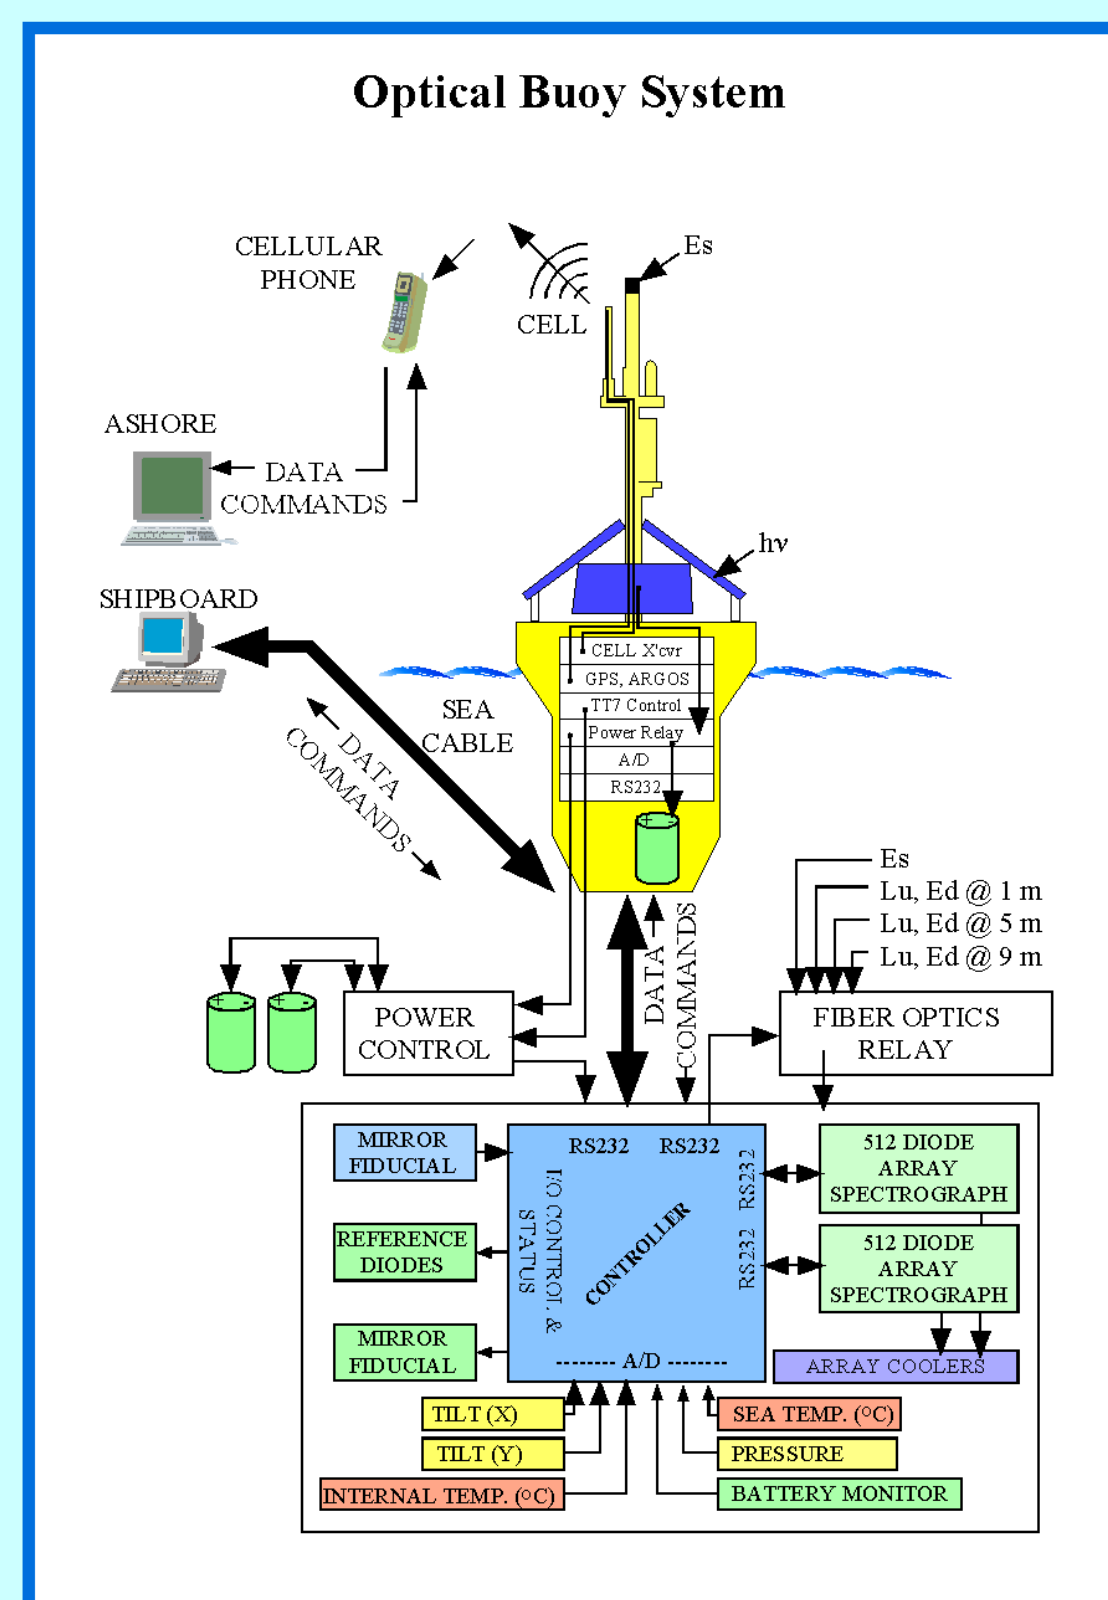 Optical Buoy System
CELLULAR
PHONE
CELL
Es
ASHORE
DATA
COMMANDS
hν
SHIPBOARD
SEA
CABLE
DATA
COMMANDS
CELL X'cvr
GPS, ARGOS
TT7 Control
Power Relay
A/D
RS232
+ -
Es
Lu, Ed @ 1 m
Lu, Ed @ 5 m
Lu, Ed @ 9 m
DATA
COMMANDS
+ -
+ -
POWER
CONTROL
FIBER OPTICS
RELAY
MIRROR
FIDUCIAL
REFERENCE
DIODES
MIRROR
FIDUCIAL
RS232
RS232
RS232
RS232
I/O CONTROL &
STATUS
CONTROLLER
-------- A/D --------
512 DIODE
ARRAY
SPECTROGRAPH
512 DIODE
ARRAY
SPECTROGRAPH
ARRAY COOLERS
TILT (X)
TILT (Y)
INTERNAL TEMP. (°C)
SEA TEMP. (°C)
PRESSURE
BATTERY MONITOR